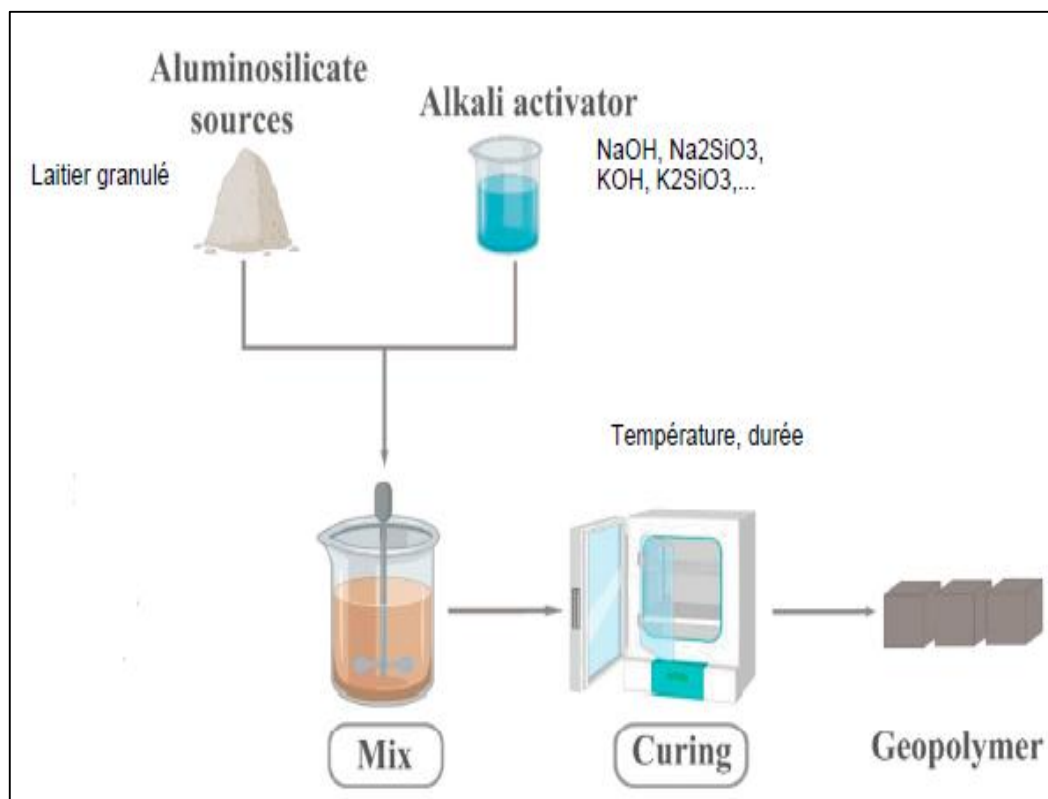 Aluminosilicate
sources
Alkali activator
Laitier granulé
NaOH, Na2SiO3,
KOH, K2SiO3,...
Température, durée
Mix
Curing
Geopolymer